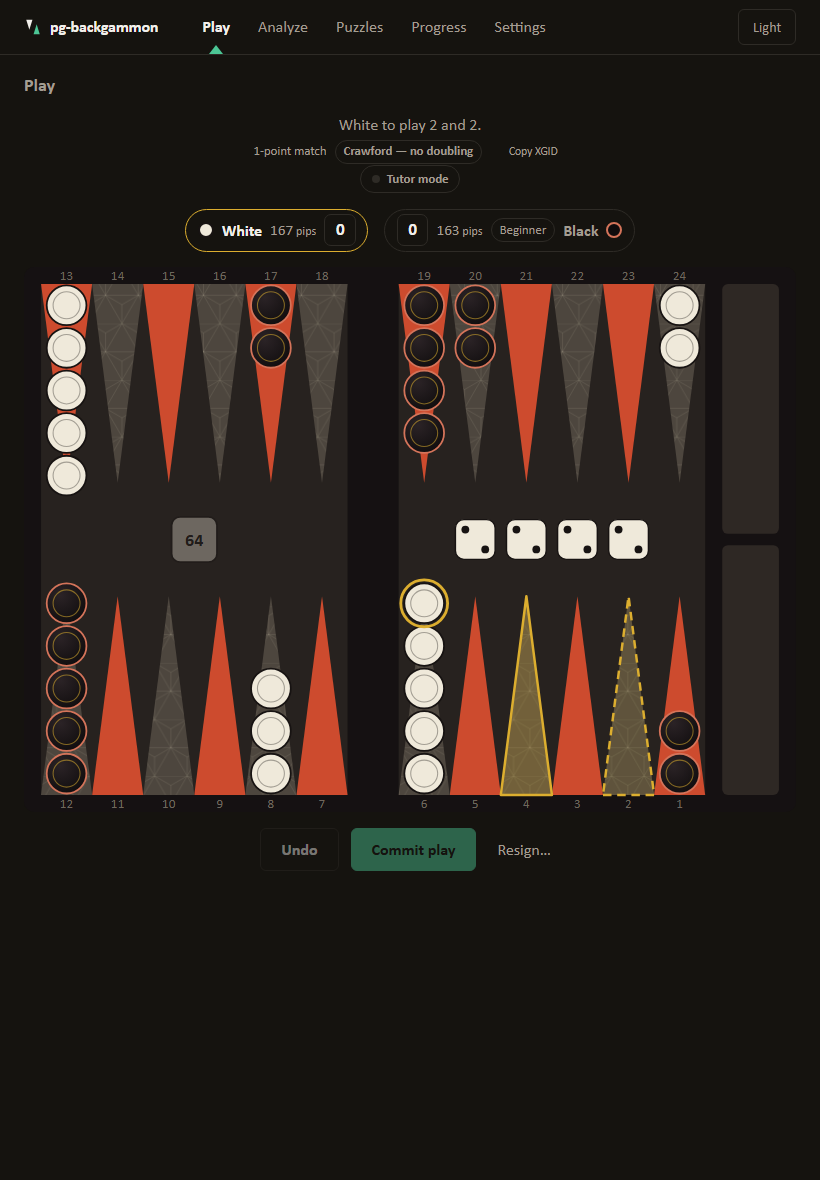 pg-backgammon Play Analyze Puzzles Progress Settings Light
Play
White to play 2 and 2.
1-point match Crawford — no doubling Copy XGID
Tutor mode
White 167 pips 0 0 163 pips Beginner Black
13 14 15 16 17 18 19 20 21 22 23 24
64
12 11 10 9 8 7 6 5 4 3 2 1
Undo Commit play Resign...